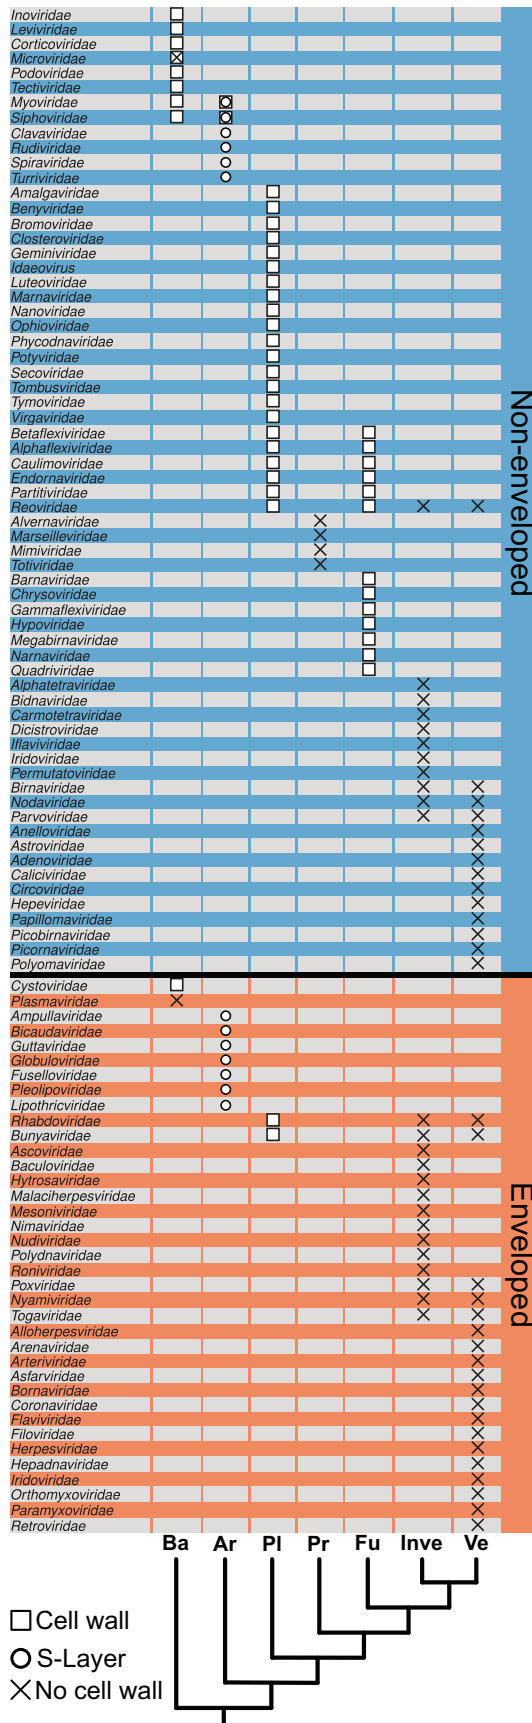 Inoviridae
Leviviridae
Corticoviridae
Microviridae
Podoviridae
Tectiviridae
Myoviridae
Siphoviridae
Clavaviridae
Rudiviridae
Spiraviridae
Turriviridae
Amalgaviridae
Benyviridae
Bromoviridae
Closteroviridae
Geminiviridae
Idaeovirus
Luteoviridae
Marnaviridae
Nanoviridae
Ophioviridae
Phycodnaviridae
Potyviridae
Secoviridae
Tombusviridae
Tymoviridae
Virgaviridae
Betaflexiviridae
Alphaflexiviridae
Caulimoviridae
Endornaviridae
Partitiviridae
Reoviridae
Alvernaviridae
Marseilleviridae
Mimiviridae
Totiviridae
Barnaviridae
Chrysoviridae
Gammaflexiviridae
Hypoviridae
Megabirnaviridae
Narnaviridae
Quadriviridae
Alphatetraviridae
Bidnaviridae
Carmotetraviridae
Dicistroviridae
Iflaviviridae
Iridoviridae
Permutatoviridae
Birnaviridae
Nodaviridae
Parvoviridae
Anelloviridae
Astroviridae
Adenoviridae
Caliciviridae
Circoviridae
Hepeviridae
Papillomaviridae
Picobirnaviridae
Picornaviridae
Polyomaviridae
Non-enveloped
Cystoviridae
Plasmaviridae
Ampullaviridae
Bicaudaviridae
Guttaviridae
Globuloviridae
Fuselloviridae
Pleolipoviridae
Lipothricviridae
Rhabdoviridae
Bunyaviridae
Ascoviridae
Baculoviridae
Hytrosaviridae
Malaciherpesviridae
Mesoniviridae
Nimaviridae
Nudiviridae
Polydnaviridae
Roniviridae
Poxviridae
Nyamiviridae
Togaviridae
Alloherpesviridae
Arenaviridae
Arteriviridae
Asfarviridae
Bornaviridae
Coronaviridae
Flaviviridae
Filoviridae
Herpesviridae
Hepadnaviridae
Iridoviridae
Orthomyxoviridae
Paramyxoviridae
Retroviridae
Enveloped
Ba Ar Pl Pr Fu Inve Ve
Cell wall
S-Layer
No cell wall